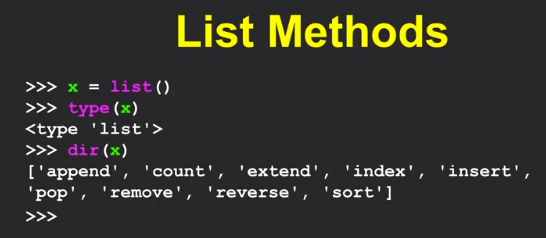 List Methods
>>> x = list()
>>> type(x)
<type 'list'>
>>> dir(x)
['append', 'count', 'extend', 'index', 'insert',
'pop', 'remove', 'reverse', 'sort']
>>>